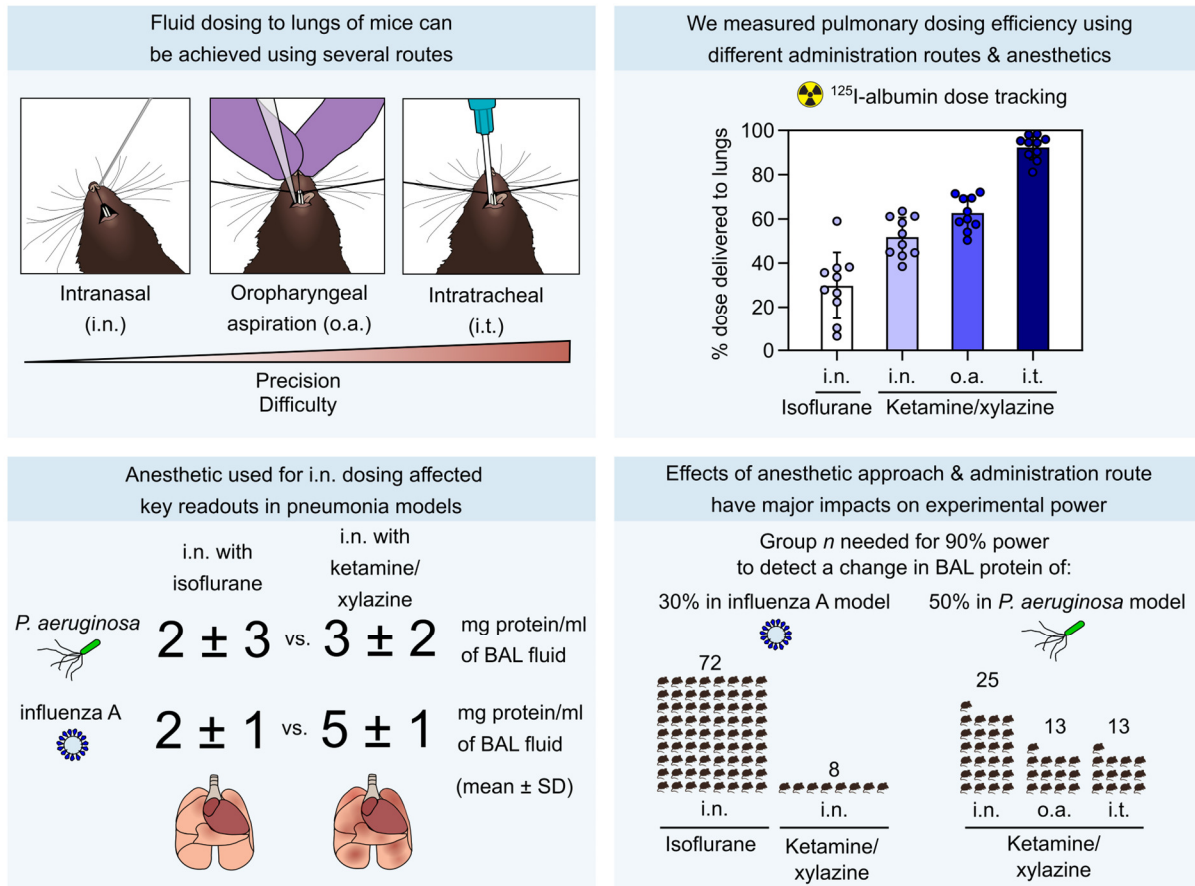 Fluid dosing to lungs of mice can
be achieved using several routes
Intranasal
(i.n.)
Oropharyngeal
aspiration (o.a.)
Intratracheal
(i.t.)
Precision
Difficulty
We measured pulmonary dosing efficiency using
different administration routes & anesthetics
¹²⁵I-albumin dose tracking
% dose delivered to lungs
100
80
60
40
20
0
i.n. i.n. o.a. i.t.
Isoflurane Ketamine/xylazine
Anesthetic used for i.n. dosing affected
key readouts in pneumonia models
i.n. with
isoflurane
i.n. with
ketamine/
xylazine
P. aeruginosa
2 ± 3 vs. 3 ± 2
mg protein/ml
of BAL fluid
influenza A
2 ± 1 vs. 5 ± 1
mg protein/ml
of BAL fluid
(mean ± SD)
Effects of anesthetic approach & administration route
have major impacts on experimental power
Group n needed for 90% power
to detect a change in BAL protein of:
30% in influenza A model
72
8
i.n. i.n.
Isoflurane Ketamine/
xylazine
50% in P. aeruginosa model
25
13 13
i.n. o.a. i.t.
Ketamine/
xylazine